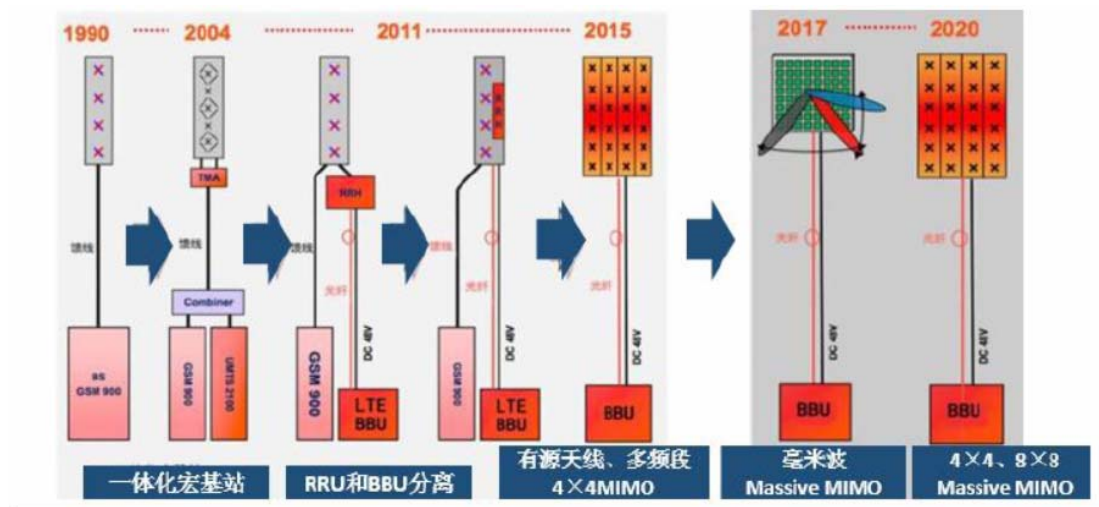 1990 2004 2011 2015 2017 2020
TMA
RRH
馈线
馈线
馈线
光纤
馈线
光纤
光纤
光纤
光纤
Combiner
DC 48V
DC 48V
DC 48V
DC 48V
DC 48V
GSM 900
GSM 900
UMTS 2100
GSM 900
LTE
BBU
GSM 900
LTE
BBU
BBU
BBU
BBU
一体化宏基站
RRU和BBU分离
有源天线、多频段
4×4MIMO
毫米波
Massive MIMO
4×4、8×8
Massive MIMO